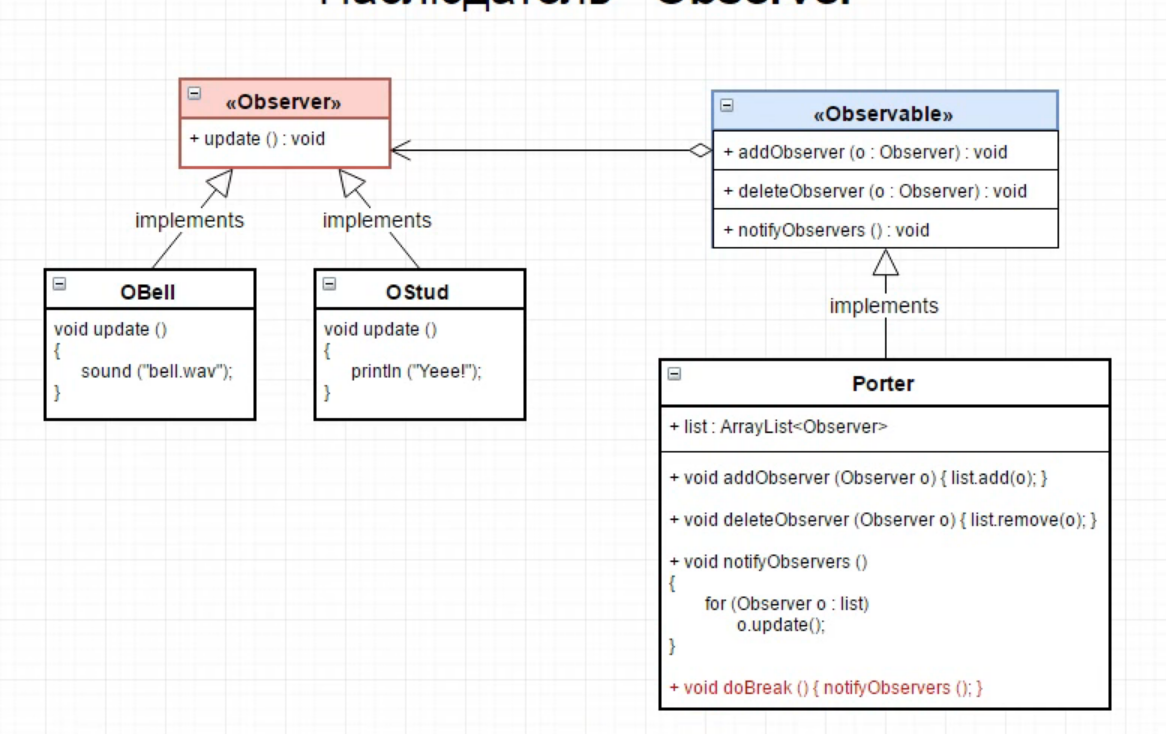 Наблюдатель - Observer
«Observer»
+ update () : void
«Observable»
+ addObserver (o : Observer) : void
+ deleteObserver (o : Observer) : void
+ notifyObservers () : void
implements
implements
implements
OBell
void update ()
{
sound ("bell.wav");
}
OStud
void update ()
{
println ("Yeee!");
}
Porter
+ list : ArrayList<Observer>
+ void addObserver (Observer o) { list.add(o); }
+ void deleteObserver (Observer o) { list.remove(o); }
+ void notifyObservers ()
{
for (Observer o : list)
o.update();
}
+ void doBreak () { notifyObservers (); }